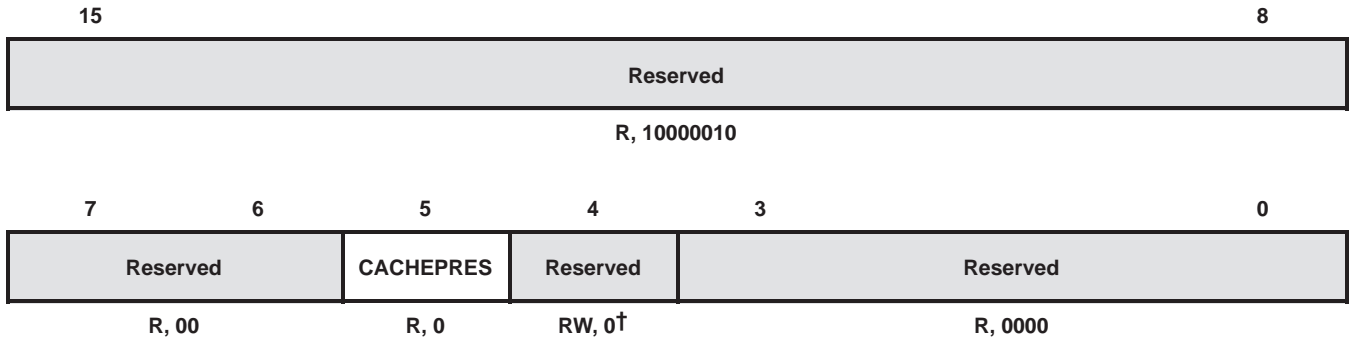 15 8
Reserved
R, 10000010
7 6 5 4 3 0
Reserved CACHEPRES Reserved Reserved
R, 00 R, 0 RW, 0† R, 0000